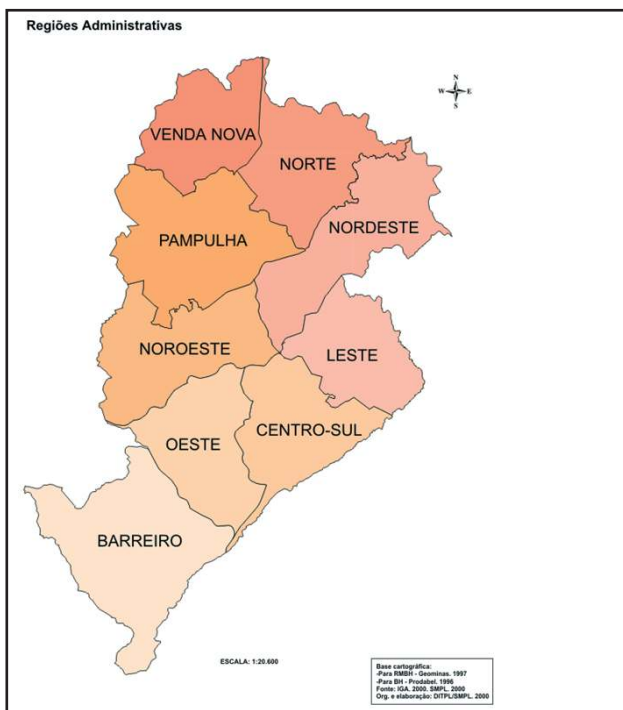 Regiões Administrativas
N
W E
S
VENDA NOVA
NORTE
NORDESTE
PAMPULHA
NOROESTE
LESTE
CENTRO-SUL
OESTE
BARREIRO
ESCALA: 1:20.600
Base cartográfica:
-Para RMBH - Geominas. 1997
-Para BH - Prodabel. 1996
Fonte: IGA. 2000. SMPL. 2000
Org. e elaboração: DITPL/SMPL. 2000